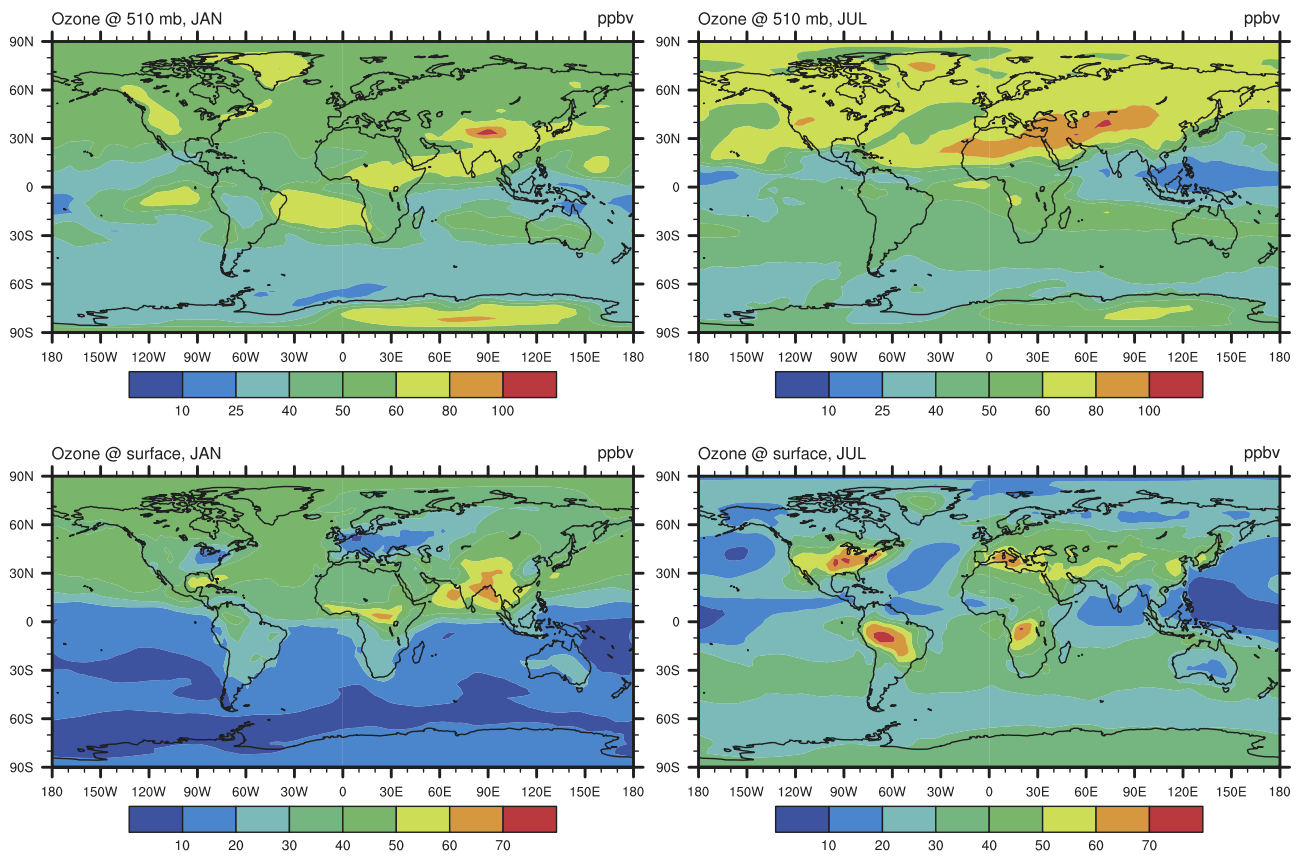 Ozone @ 510 mb, JAN ppbv
90N
60N
30N
0
30S
60S
90S
180 150W 120W 90W 60W 30W 0 30E 60E 90E 120E 150E 180
10 25 40 50 60 80 100
Ozone @ 510 mb, JUL ppbv
90N
60N
30N
0
30S
60S
90S
180 150W 120W 90W 60W 30W 0 30E 60E 90E 120E 150E 180
10 25 40 50 60 80 100
Ozone @ surface, JAN ppbv
90N
60N
30N
0
30S
60S
90S
180 150W 120W 90W 60W 30W 0 30E 60E 90E 120E 150E 180
10 20 30 40 50 60 70
Ozone @ surface, JUL ppbv
90N
60N
30N
0
30S
60S
90S
180 150W 120W 90W 60W 30W 0 30E 60E 90E 120E 150E 180
10 20 30 40 50 60 70